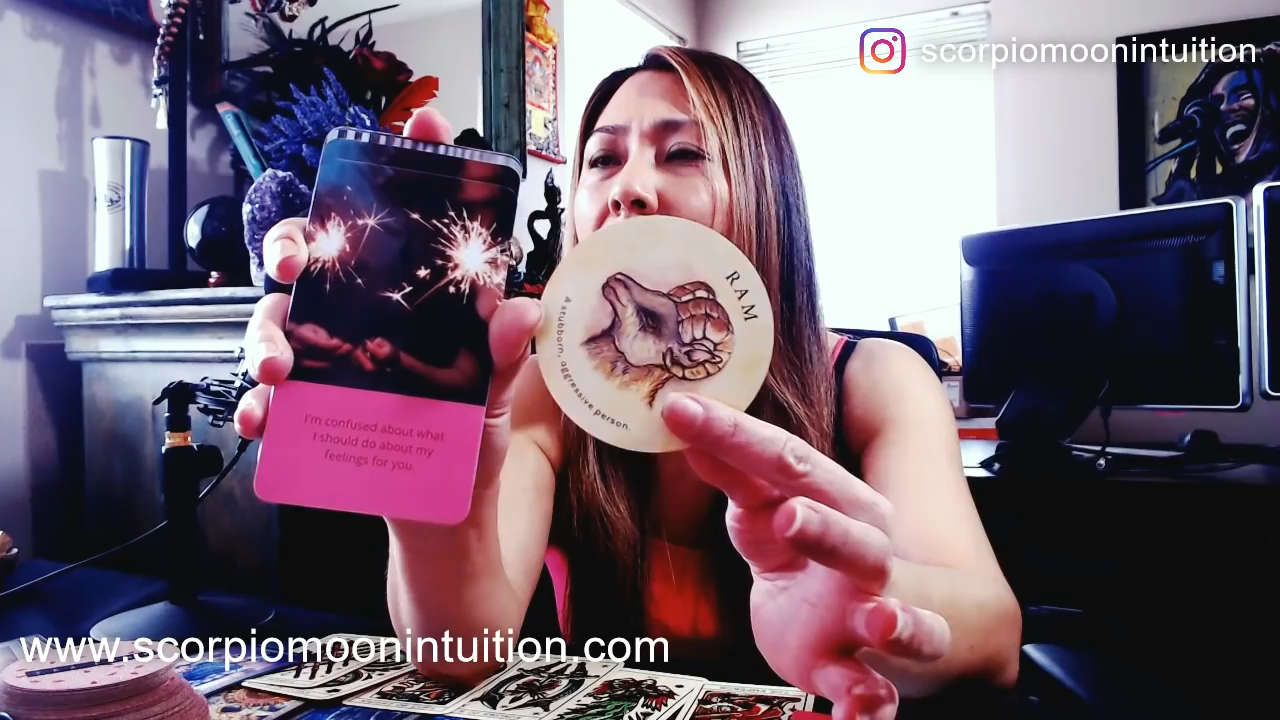 scorpiomoonintuition
RAM
A stubborn, aggressive person.
I'm confused about what
I should do about my
feelings for you
www.scorpiomoonintuition.com